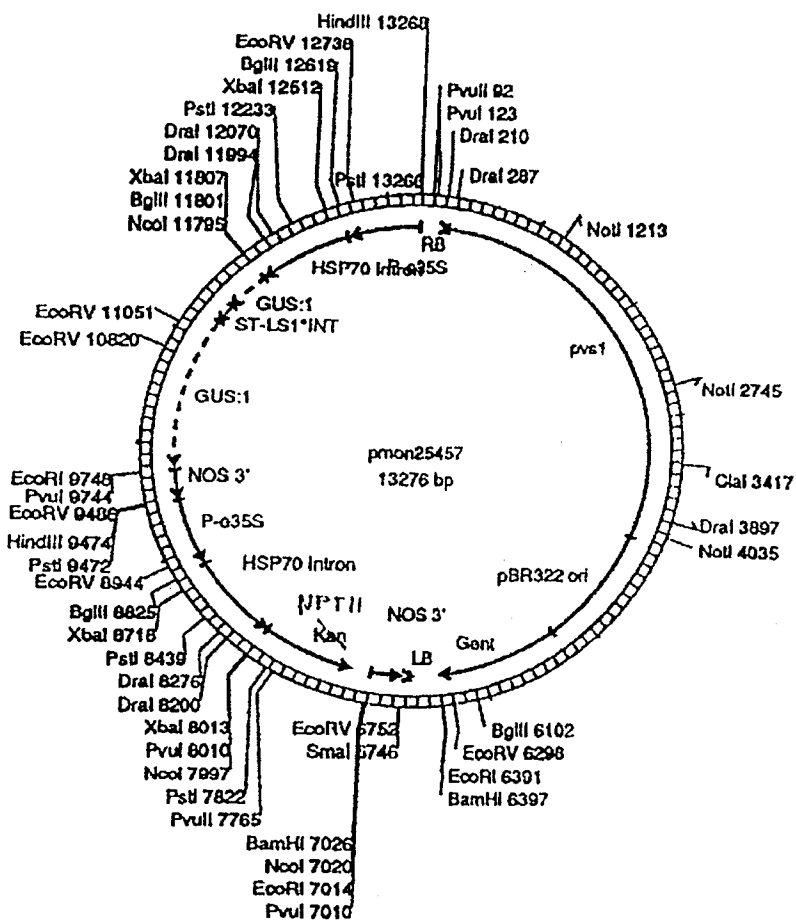 HindIII 13268
EcoRV 12738
BglII 12619
XbaI 12512
PstI 12233
DraI 12070
DraI 11994
XbaI 11807
BglII 11801
NcoI 11795
PstI 13266
PvuII 92
PvuI 123
DraI 210
DraI 287
NotI 1213
RB
HSP70 Intron
P-e35S
GUS:1
ST-LS1*INT
EcoRV 11051
EcoRV 10820
pvs1
GUS:1
NotI 2745
pmon25457
13276 bp
NOS 3'
ClaI 3417
EcoRI 9748
PvuI 9744
EcoRV 9486
HindIII 9474
PstI 9472
P-e35S
DraI 3897
NotI 4035
EcoRV 8944
HSP70 Intron
pBR322 ori
BglII 8825
XbaI 8718
NPTII
Kan
NOS 3'
Gent
LB
PstI 8439
DraI 8276
DraI 8200
XbaI 8013
PvuI 8010
NcoI 7997
PstI 7822
PvuII 7765
EcoRV 6752
SmaI 6746
BglII 6102
EcoRV 6298
EcoRI 6391
BamHI 6397
BamHI 7026
NcoI 7020
EcoRI 7014
PvuI 7010